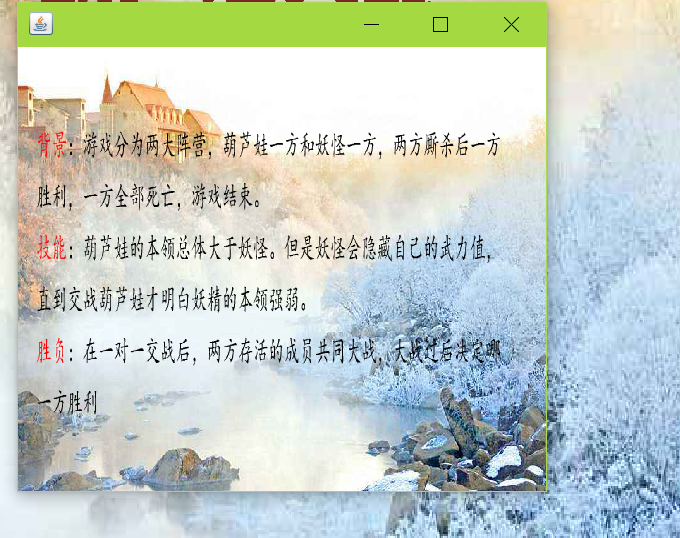 背景：游戏分为两大阵营，葫芦娃一方和妖怪一方，两方厮杀后一方
胜利，一方全部死亡，游戏结束。
技能：葫芦娃的本领总体大于妖怪。但是妖怪会隐藏自己的武力值，
直到交战葫芦娃才明白妖精的本领强弱。
胜负：在一对一交战后，两方存活的成员共同大战，大战过后决定哪
一方胜利